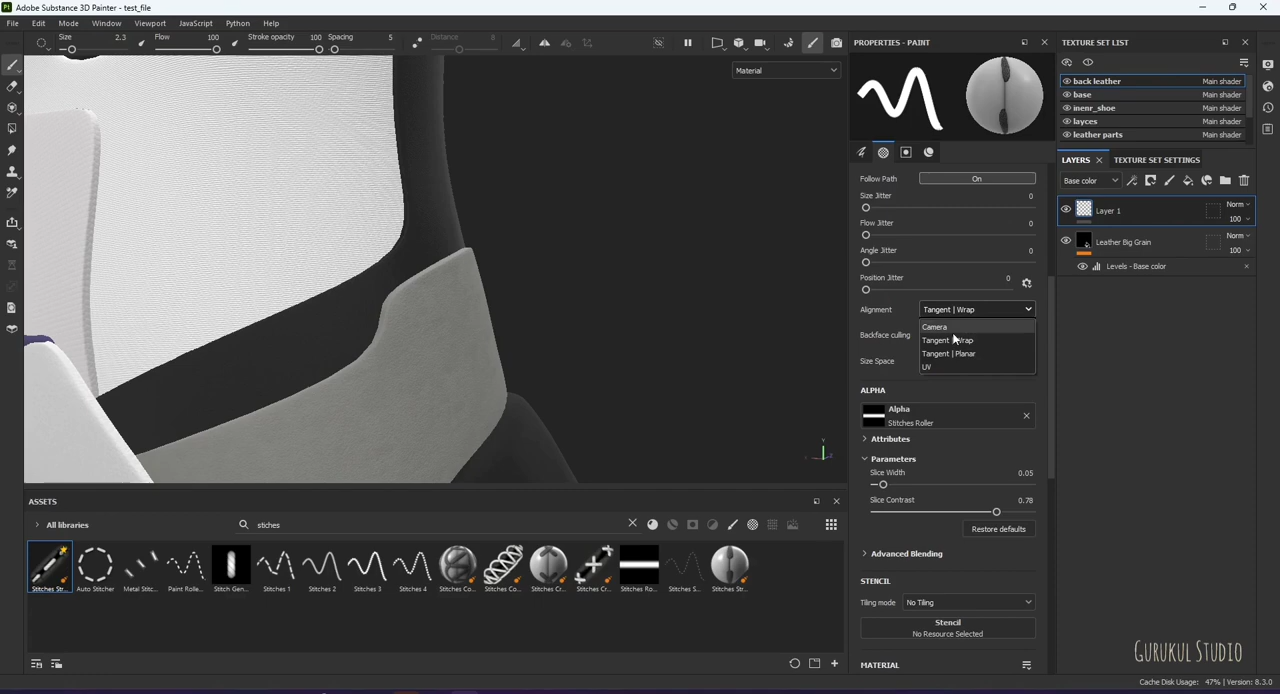 Adobe Substance 3D Painter - test_file
File Edit Mode Window Viewport JavaScript Python Help
Size 2.3 Flow 100 Stroke opacity 100 Spacing 5 Distance 8
Material
PROPERTIES - PAINT
Follow Path On
Size Jitter 0
Flow Jitter 0
Angle Jitter 0
Position Jitter 0
Alignment Tangent | Wrap
Camera
Backface culling Tangent | Wrap
Tangent | Planar
Size Space UV
ALPHA
Alpha
Stitches Roller
Attributes
Parameters
Slice Width 0.05
Slice Contrast 0.78
Restore defaults
Advanced Blending
STENCIL
Tiling mode No Tiling
Stencil
No Resource Selected
MATERIAL
TEXTURE SET LIST
back leather Main shader
base Main shader
inenr_shoe Main shader
layces Main shader
leather parts Main shader
LAYERS TEXTURE SET SETTINGS
Base color
Layer 1 Norm 100
Leather Big Grain Norm 100
Levels - Base color
ASSETS
All libraries stiches
Stitches Str... Auto Stitcher Metal Stitc... Paint Rolle... Stitch Gen... Stitches 1 Stitches 2 Stitches 3 Stitches 4 Stitches Co... Stitches Co... Stitches Cr... Stitches Cr... Stitches Ro... Stitches S... Stitches Str...
GURUKUL STUDIO
Cache Disk Usage: 47% | Version: 8.3.0